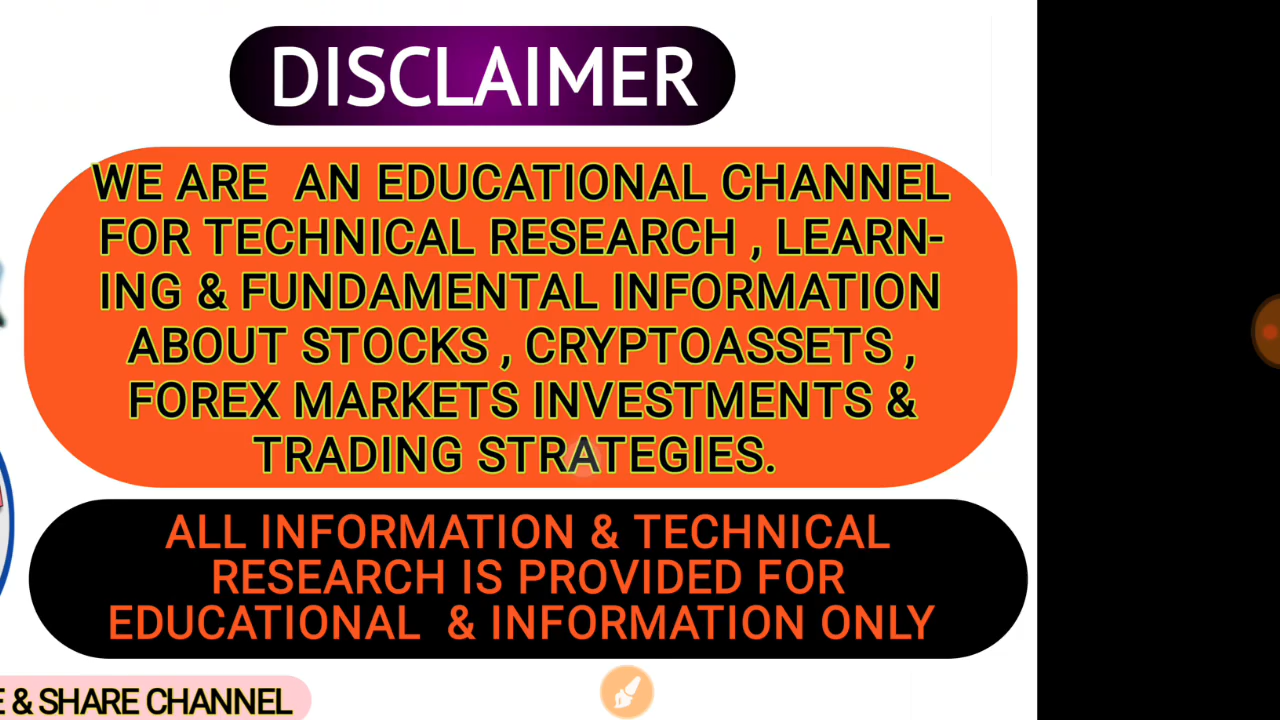 DISCLAIMER
WE ARE AN EDUCATIONAL CHANNEL
FOR TECHNICAL RESEARCH , LEARN-
ING & FUNDAMENTAL INFORMATION
ABOUT STOCKS , CRYPTOASSETS ,
FOREX MARKETS INVESTMENTS &
TRADING STRATEGIES.
ALL INFORMATION & TECHNICAL
RESEARCH IS PROVIDED FOR
EDUCATIONAL & INFORMATION ONLY
& SHARE CHANNEL